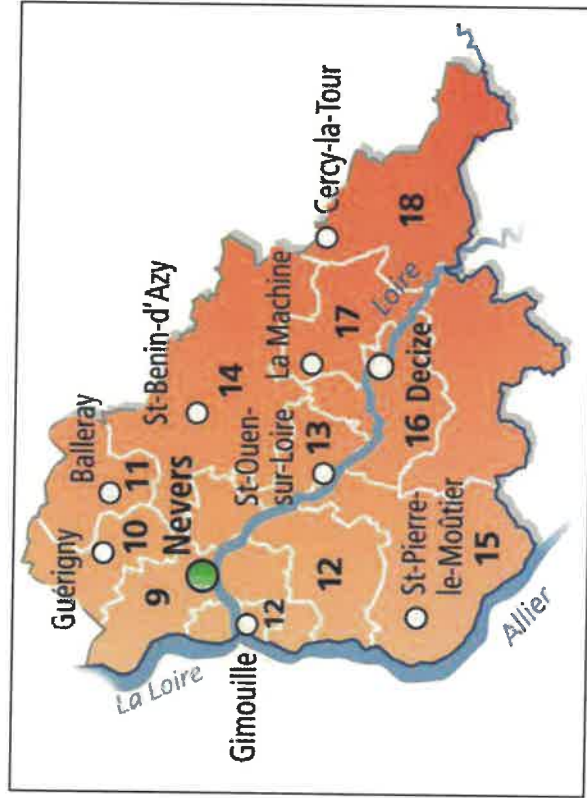 Guérigny
Balleray
9
10
11
Nevers
St-Benin-d'Azy
14
La Loire
Gimouille
12
12
St-Ouen-
sur-Loire
13
La Machine
17
Cercy-la-Tour
Loire
18
16
Decize
St-Pierre-
le-Moûtier
15
Allier